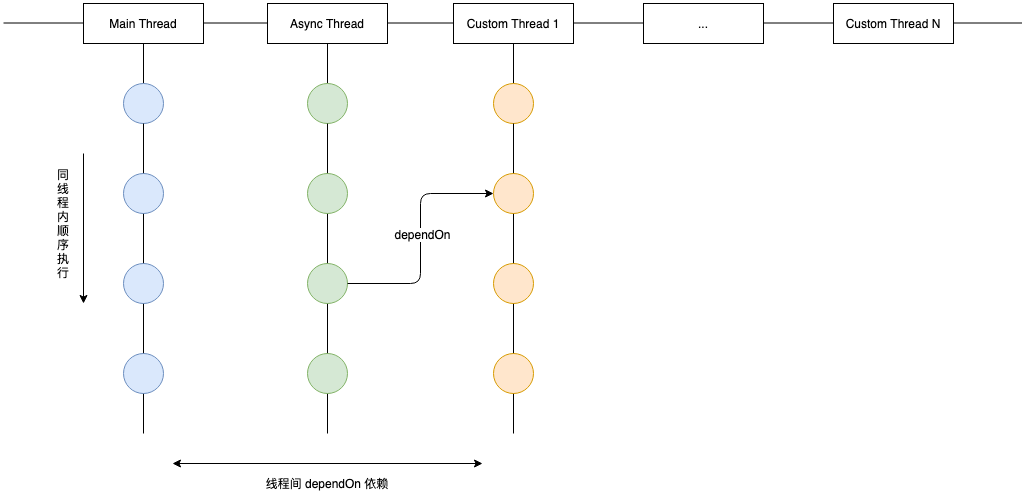 Main Thread
Async Thread
Custom Thread 1
...
Custom Thread N
同线程内顺序执行
dependOn
线程间 dependOn 依赖